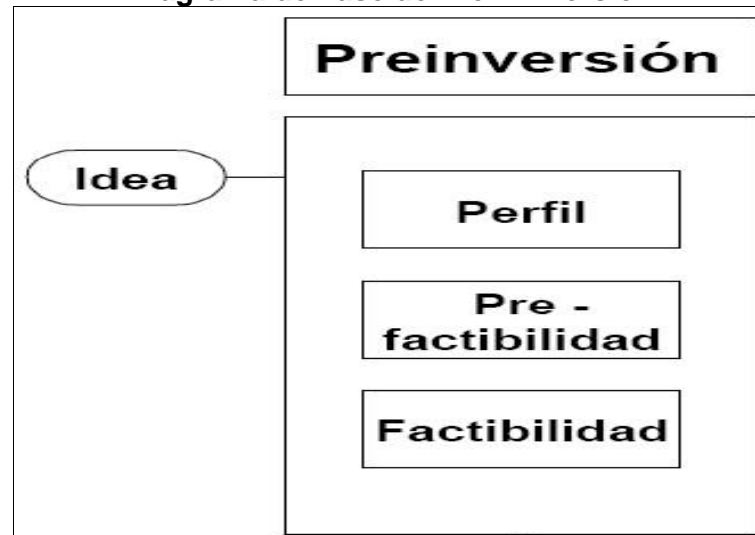 Preinversión
Idea
Perfil
Pre -
factibilidad
Factibilidad